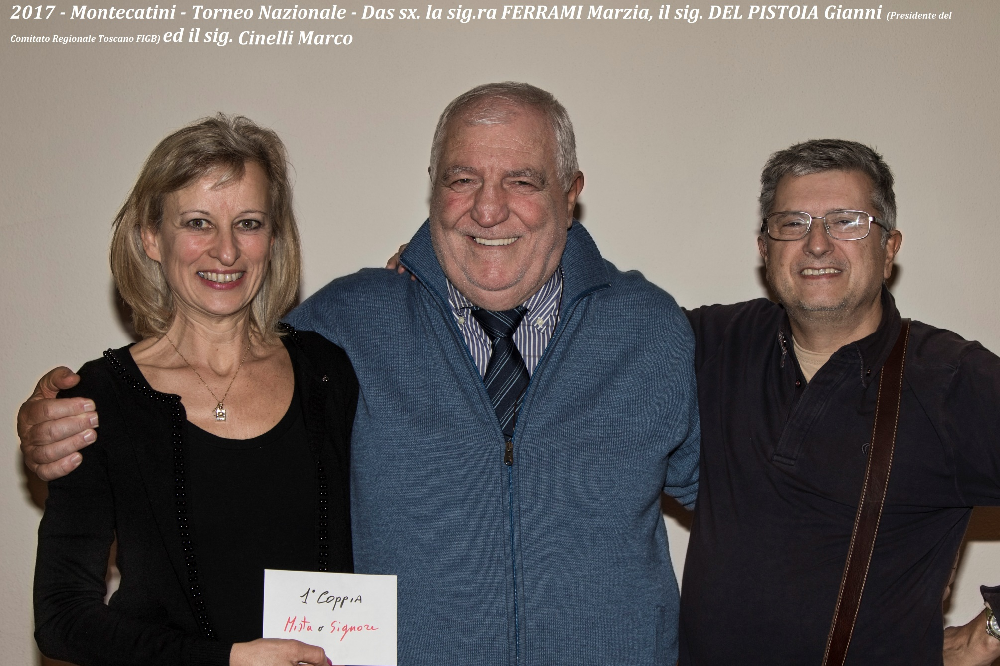 2017 - Montecatini - Torneo Nazionale - Das sx. la sig.ra FERRAMI Marzia, il sig. DEL PISTOIA Gianni (Presidente del
Comitato Regionale Toscano FIGB) ed il sig. Cinelli Marco
1° COPPIA
Mista o Signore